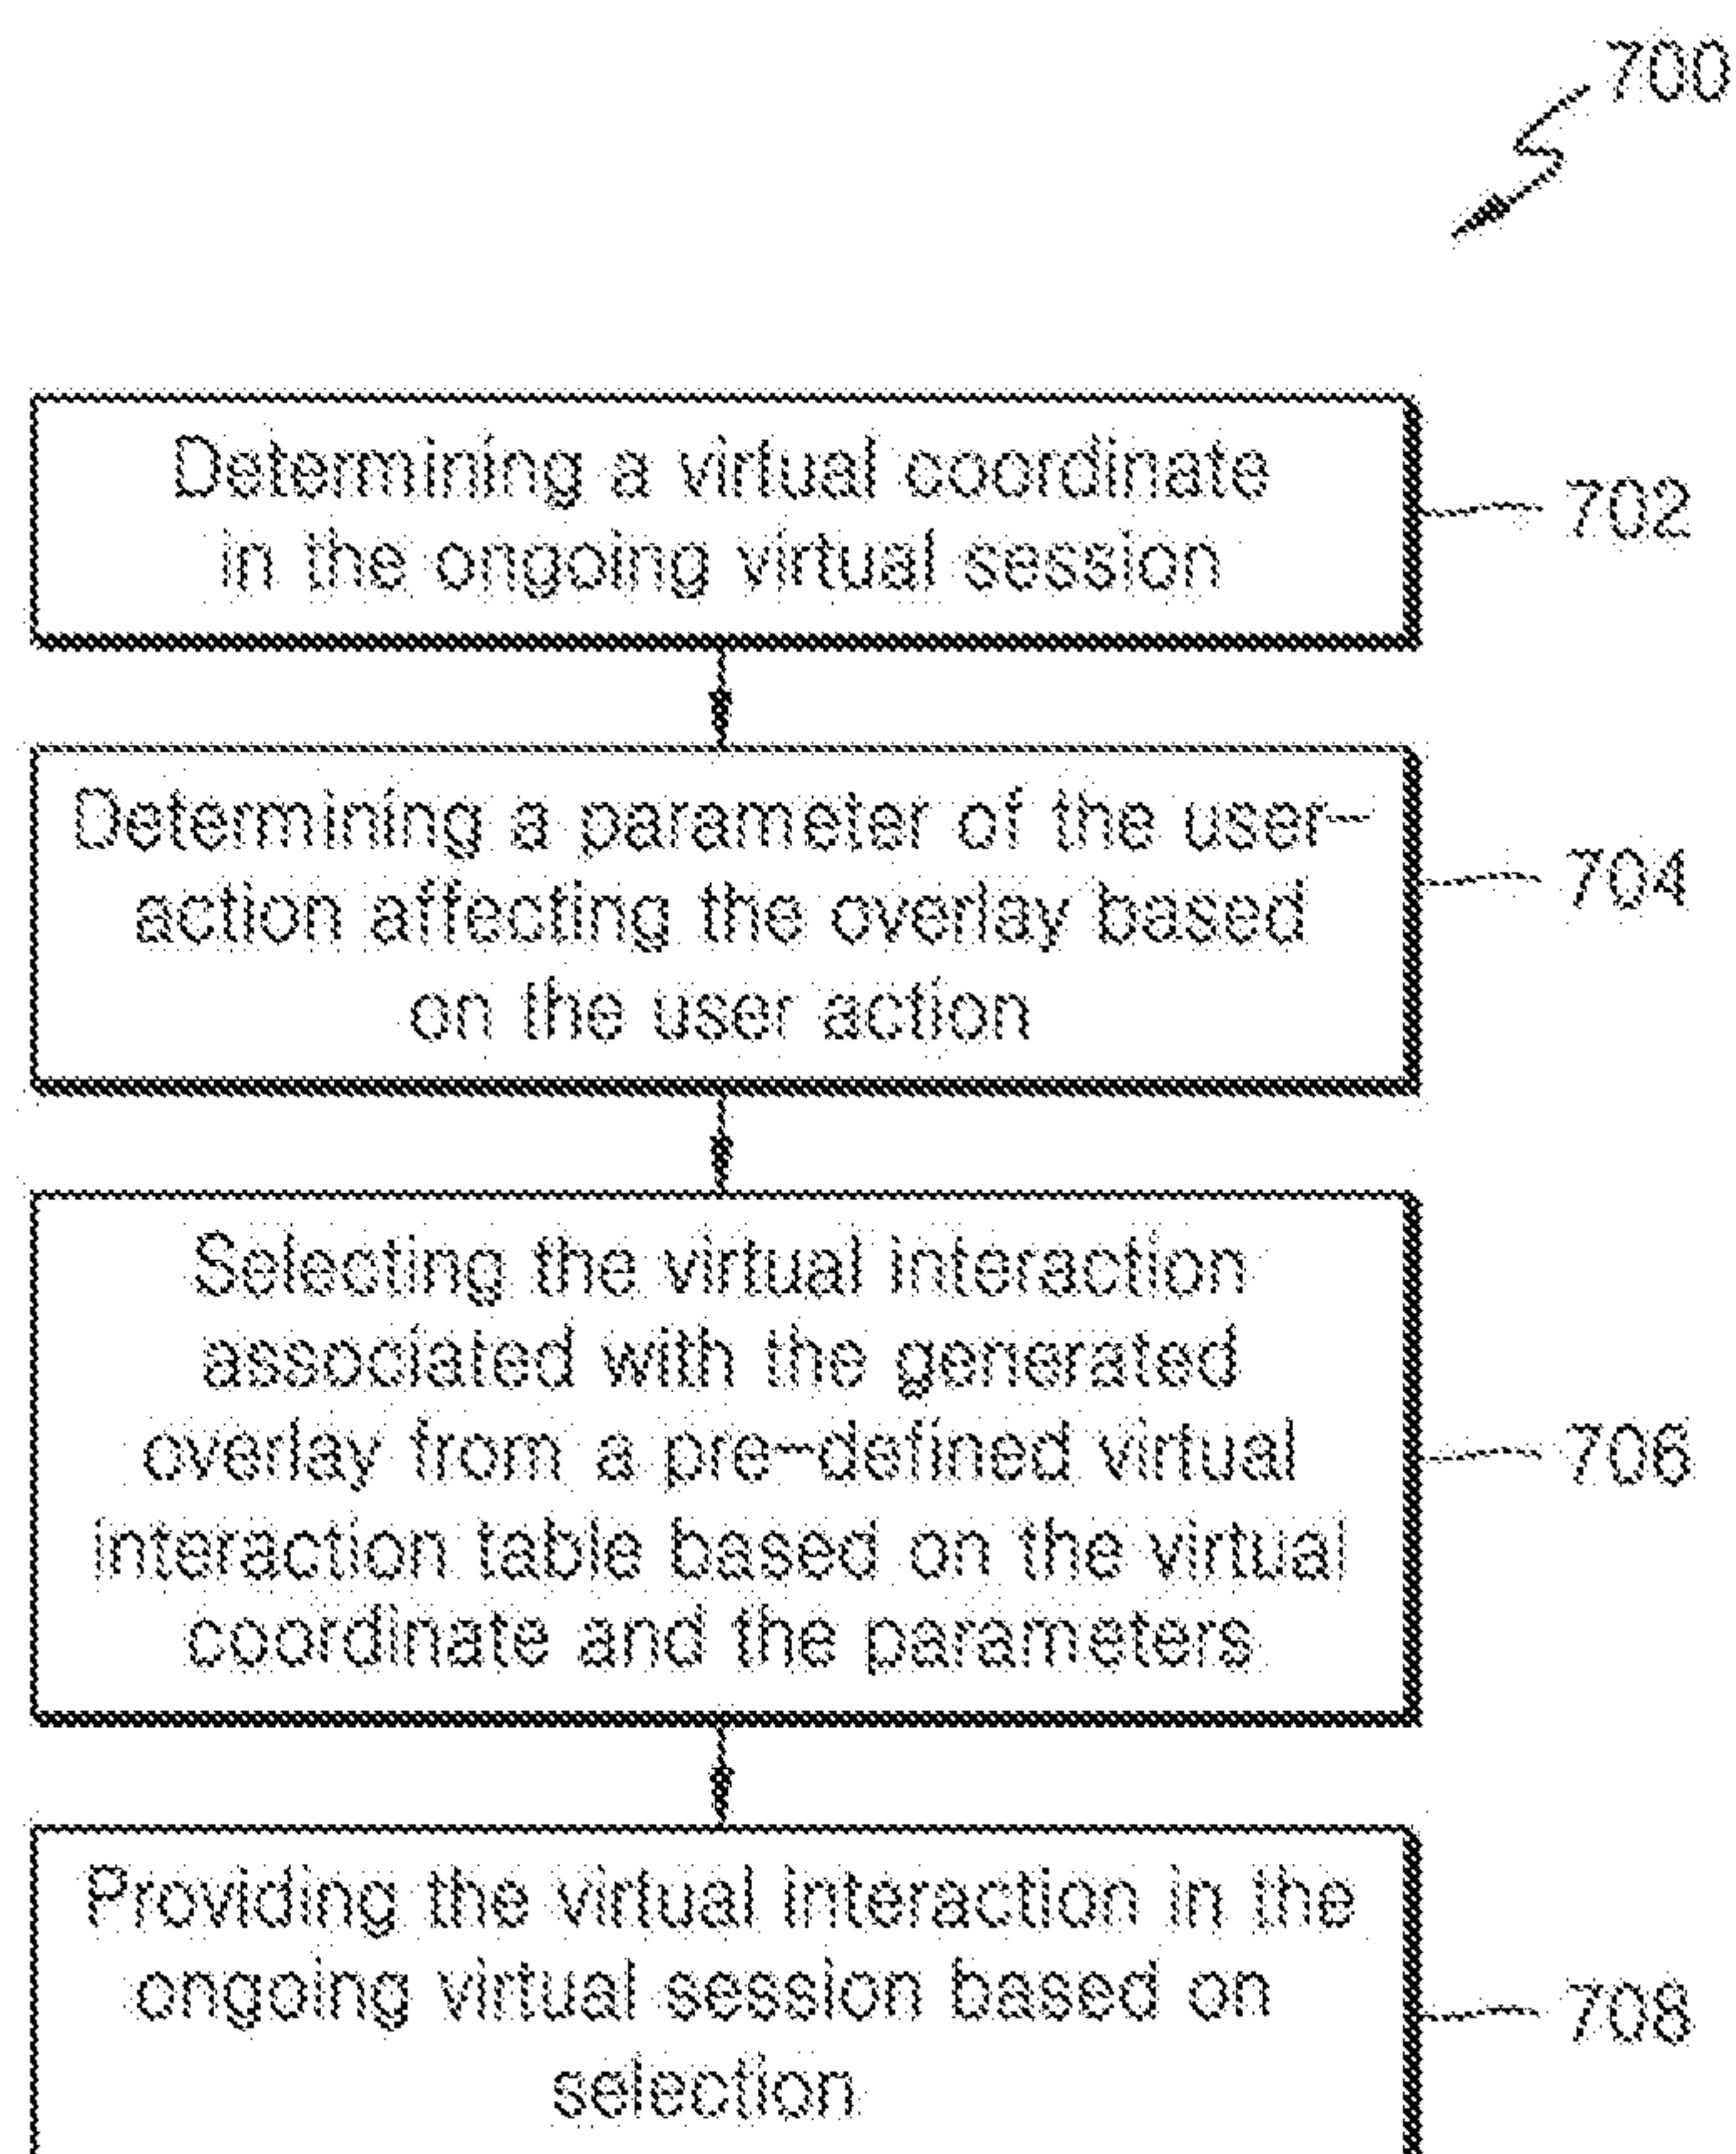 700
Determining a virtual coordinate
in the ongoing virtual session
702
Determining a parameter of the user-
action affecting the overlay based
on the user action
704
Selecting the virtual interaction
associated with the generated
overlay from a pre-defined virtual
interaction table based on the virtual
coordinate and the parameters
706
Providing the virtual interaction in the
ongoing virtual session based on
selection
708